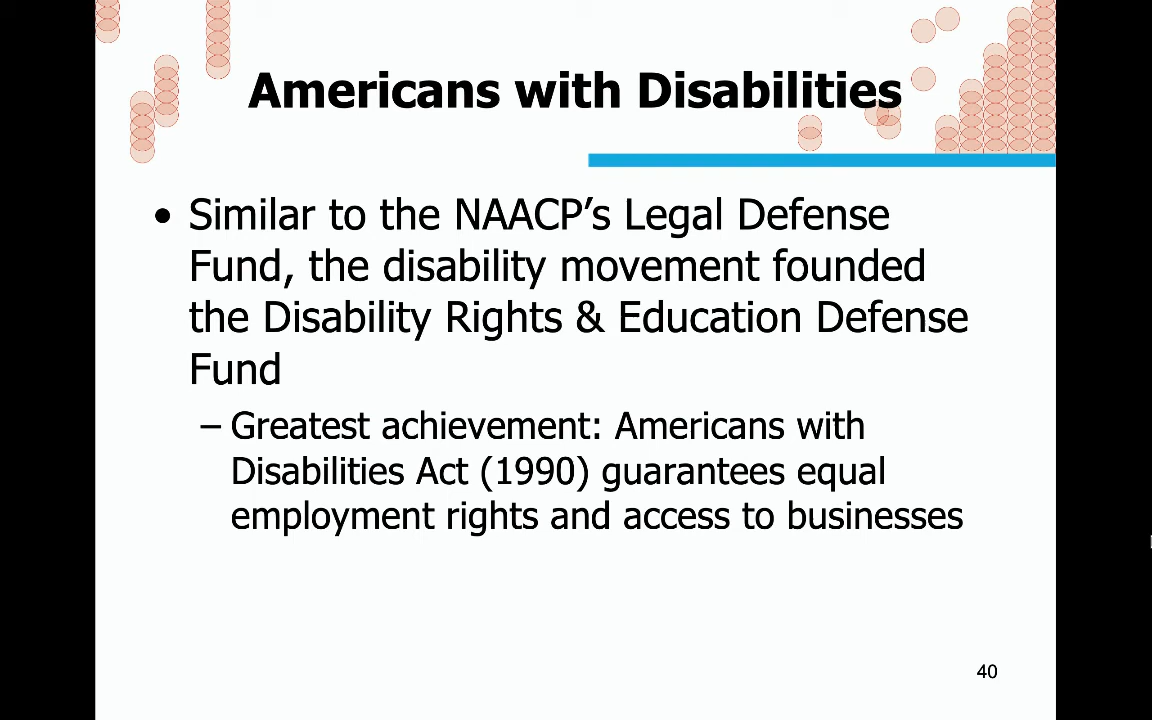 Americans with Disabilities
• Similar to the NAACP’s Legal Defense
Fund, the disability movement founded
the Disability Rights & Education Defense
Fund
– Greatest achievement: Americans with
Disabilities Act (1990) guarantees equal
employment rights and access to businesses
40